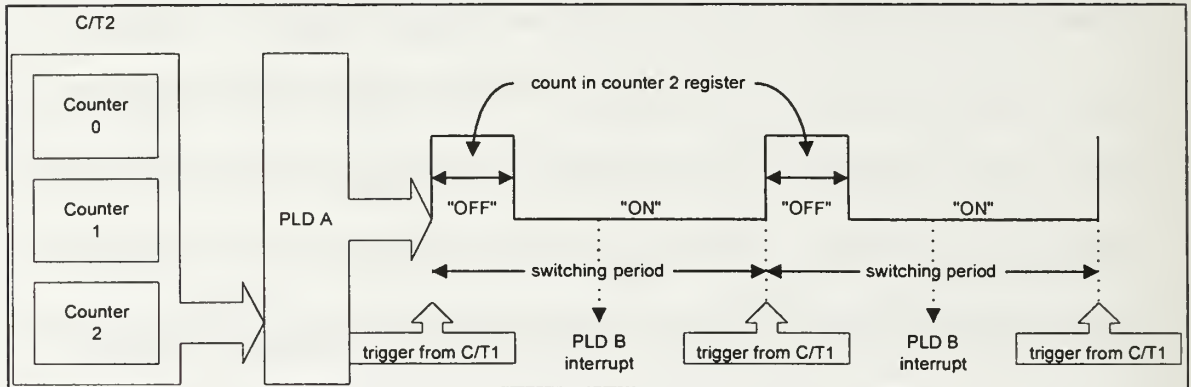 C/T2
Counter
0
Counter
1
Counter
2
PLD A
count in counter 2 register
"OFF"
"ON"
"OFF"
"ON"
switching period
switching period
trigger from C/T1
PLD B
interrupt
trigger from C/T1
PLD B
interrupt
trigger from C/T1